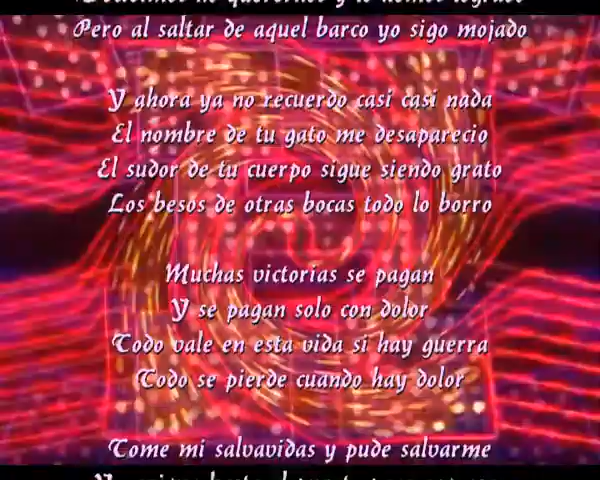 Pero al saltar de aquel barco yo sigo mojado
Y ahora ya no recuerdo casi casi nada
El nombre de tu gato me desaparecio
El sudor de tu cuerpo sigue siendo grato
Los besos de otras bocas todo lo borro
Muchas victorias se pagan
Y se pagan solo con dolor
Todo vale en esta vida si hay guerra
Todo se pierde cuando hay dolor
Tome mi salvavidas y pude salvarme